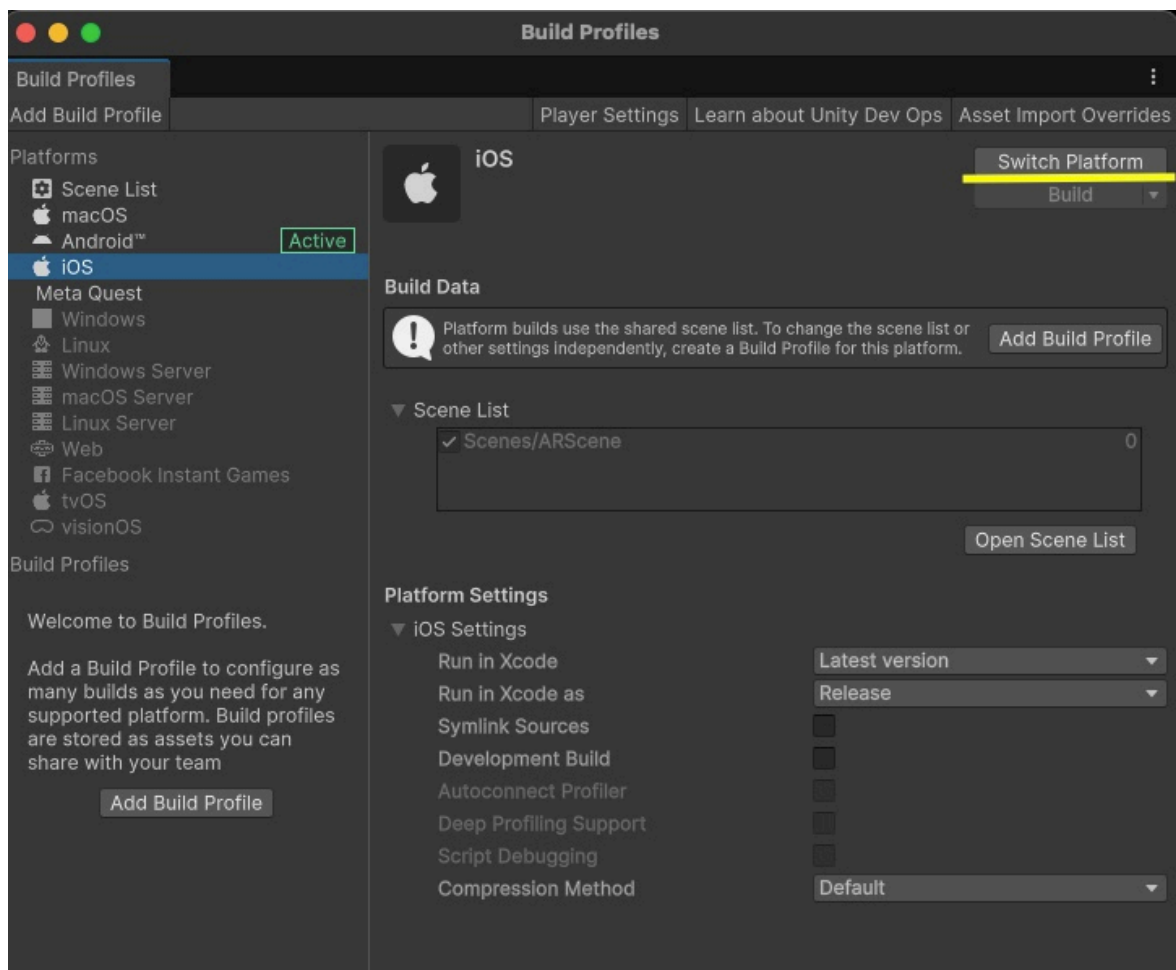 Build Profiles
Build Profiles
Add Build Profile
Player Settings
Learn about Unity Dev Ops
Asset Import Overrides
Platforms
Scene List
macOS
Android™
Active
iOS
Meta Quest
Windows
Linux
Windows Server
macOS Server
Linux Server
Web
Facebook Instant Games
tvOS
visionOS
Build Profiles
Welcome to Build Profiles.
Add a Build Profile to configure as
many builds as you need for any
supported platform. Build profiles
are stored as assets you can
share with your team
Add Build Profile
iOS
Switch Platform
Build
Build Data
Platform builds use the shared scene list. To change the scene list or
other settings independently, create a Build Profile for this platform.
Add Build Profile
Scene List
Scenes/ARScene 0
Open Scene List
Platform Settings
iOS Settings
Run in Xcode Latest version
Run in Xcode as Release
Symlink Sources
Development Build
Autoconnect Profiler
Deep Profiling Support
Script Debugging
Compression Method Default